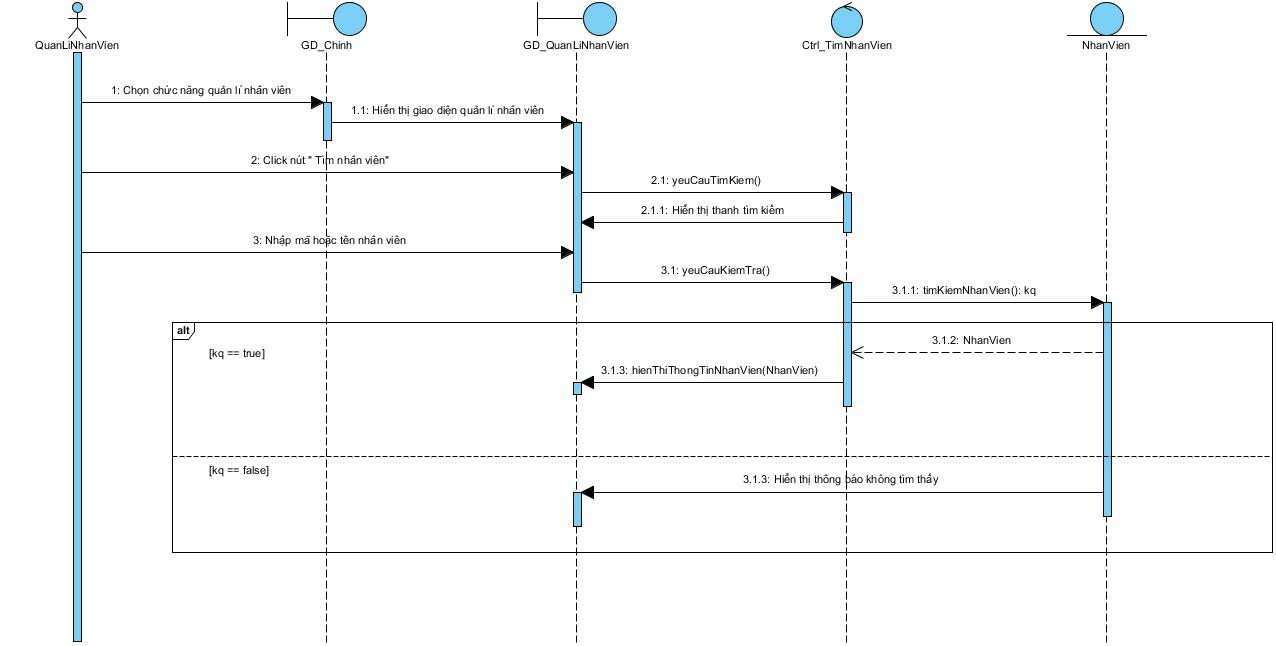 QuanLiNhanVien
GD_Chinh
GD_QuanLiNhanVien
Ctrl_TimNhanVien
NhanVien
1: Chọn chức năng quản lí nhân viên
1.1: Hiển thị giao diện quản lí nhân viên
2: Click nút " Tìm nhân viên"
2.1: yeuCauTimKiem()
2.1.1: Hiển thị thanh tìm kiếm
3: Nhập mã hoặc tên nhân viên
3.1: yeuCauKiemTra()
3.1.1: timKiemNhanVien(): kq
alt
[kq == true]
3.1.2: NhanVien
3.1.3: hienThiThongTinNhanVien(NhanVien)
[kq == false]
3.1.3: Hiển thị thông báo không tìm thấy